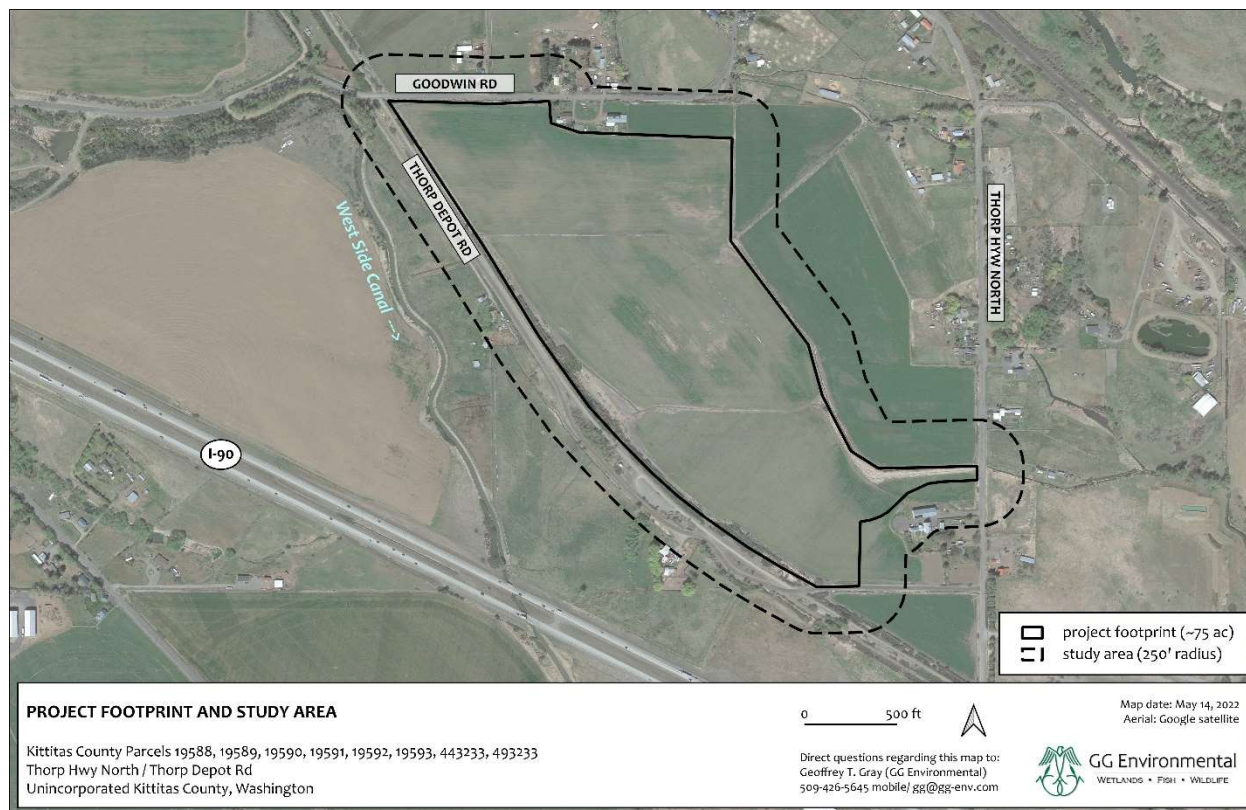 GOODWIN RD
THORP DEPOT RD
THORP HYW NORTH
West Side Canal -->
I-90
project footprint (~75 ac)
study area (250' radius)
PROJECT FOOTPRINT AND STUDY AREA
Kittitas County Parcels 19588, 19589, 19590, 19591, 19592, 19593, 443233, 493233
Thorp Hwy North / Thorp Depot Rd
Unincorporated Kittitas County, Washington
0 500 ft
Direct questions regarding this map to:
Geoffrey T. Gray (GG Environmental)
509-426-5645 mobile/ gg@gg-env.com
Map date: May 14, 2022
Aerial: Google satellite
GG Environmental
WETLANDS • FISH • WILDLIFE